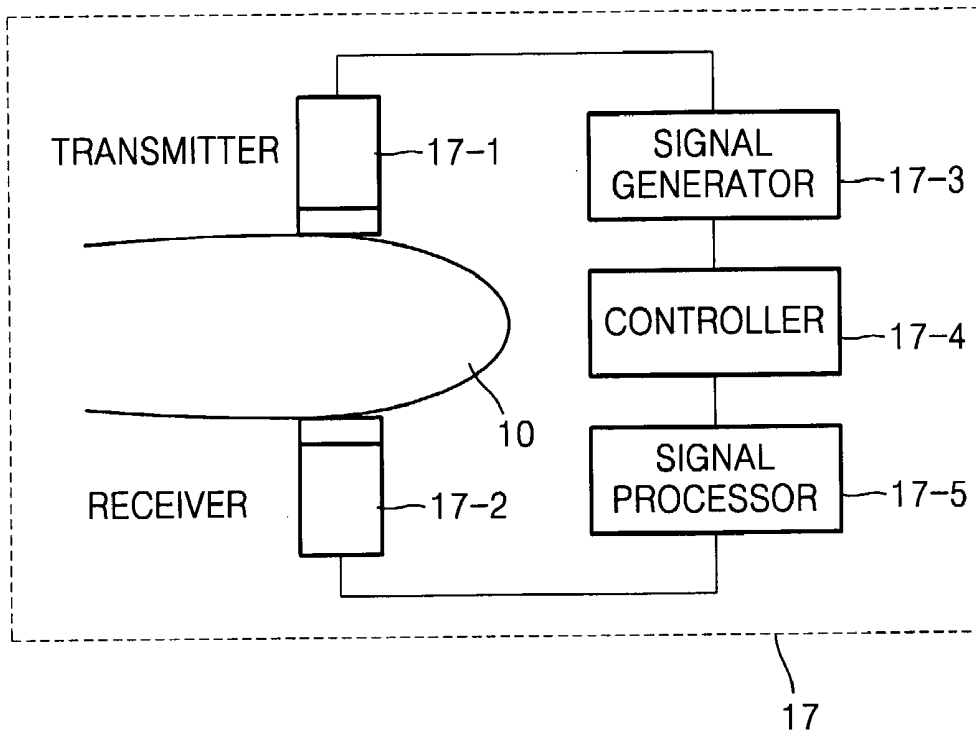 TRANSMITTER
17-1
SIGNAL
GENERATOR
17-3
CONTROLLER
17-4
10
RECEIVER
17-2
SIGNAL
PROCESSOR
17-5
17